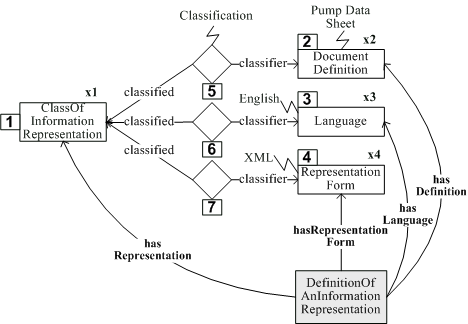 Classification
Pump Data
Sheet
x1
1
ClassOf
Information
Representation
classified
5
classifier
2
x2
Document
Definition
classified
6
English
classifier
3
x3
Language
classified
7
XML
classifier
4
x4
Representation
Form
has
Representation
hasRepresentation
Form
has
Language
has
Definition
DefinitionOf
AnInformation
Representation